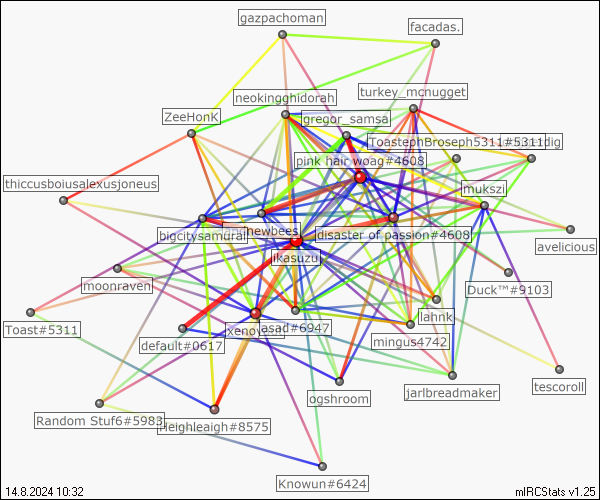 gazpachoman
facadas.
turkey_mcnugget
neokingghidorah
ZeeHonK
gregor_samsa
ToastephBroseph5311#5311dig
pink hair woag#4608
thiccusboiusalexusjoneus
mukszi
newbees
bigcitysamurai
disaster of passion#4608
avelicious
ikasuzu
moonraven
Duck™#9103
lahnk
Toast#5311
asad#6947
default#0617
mingus4742
tescoroll
jarlbreadmaker
ogshroom
Random Stuf6#5983
Heighleaigh#8575
Knowun#6424
14.8.2024 10:32
mIRCStats v1.25